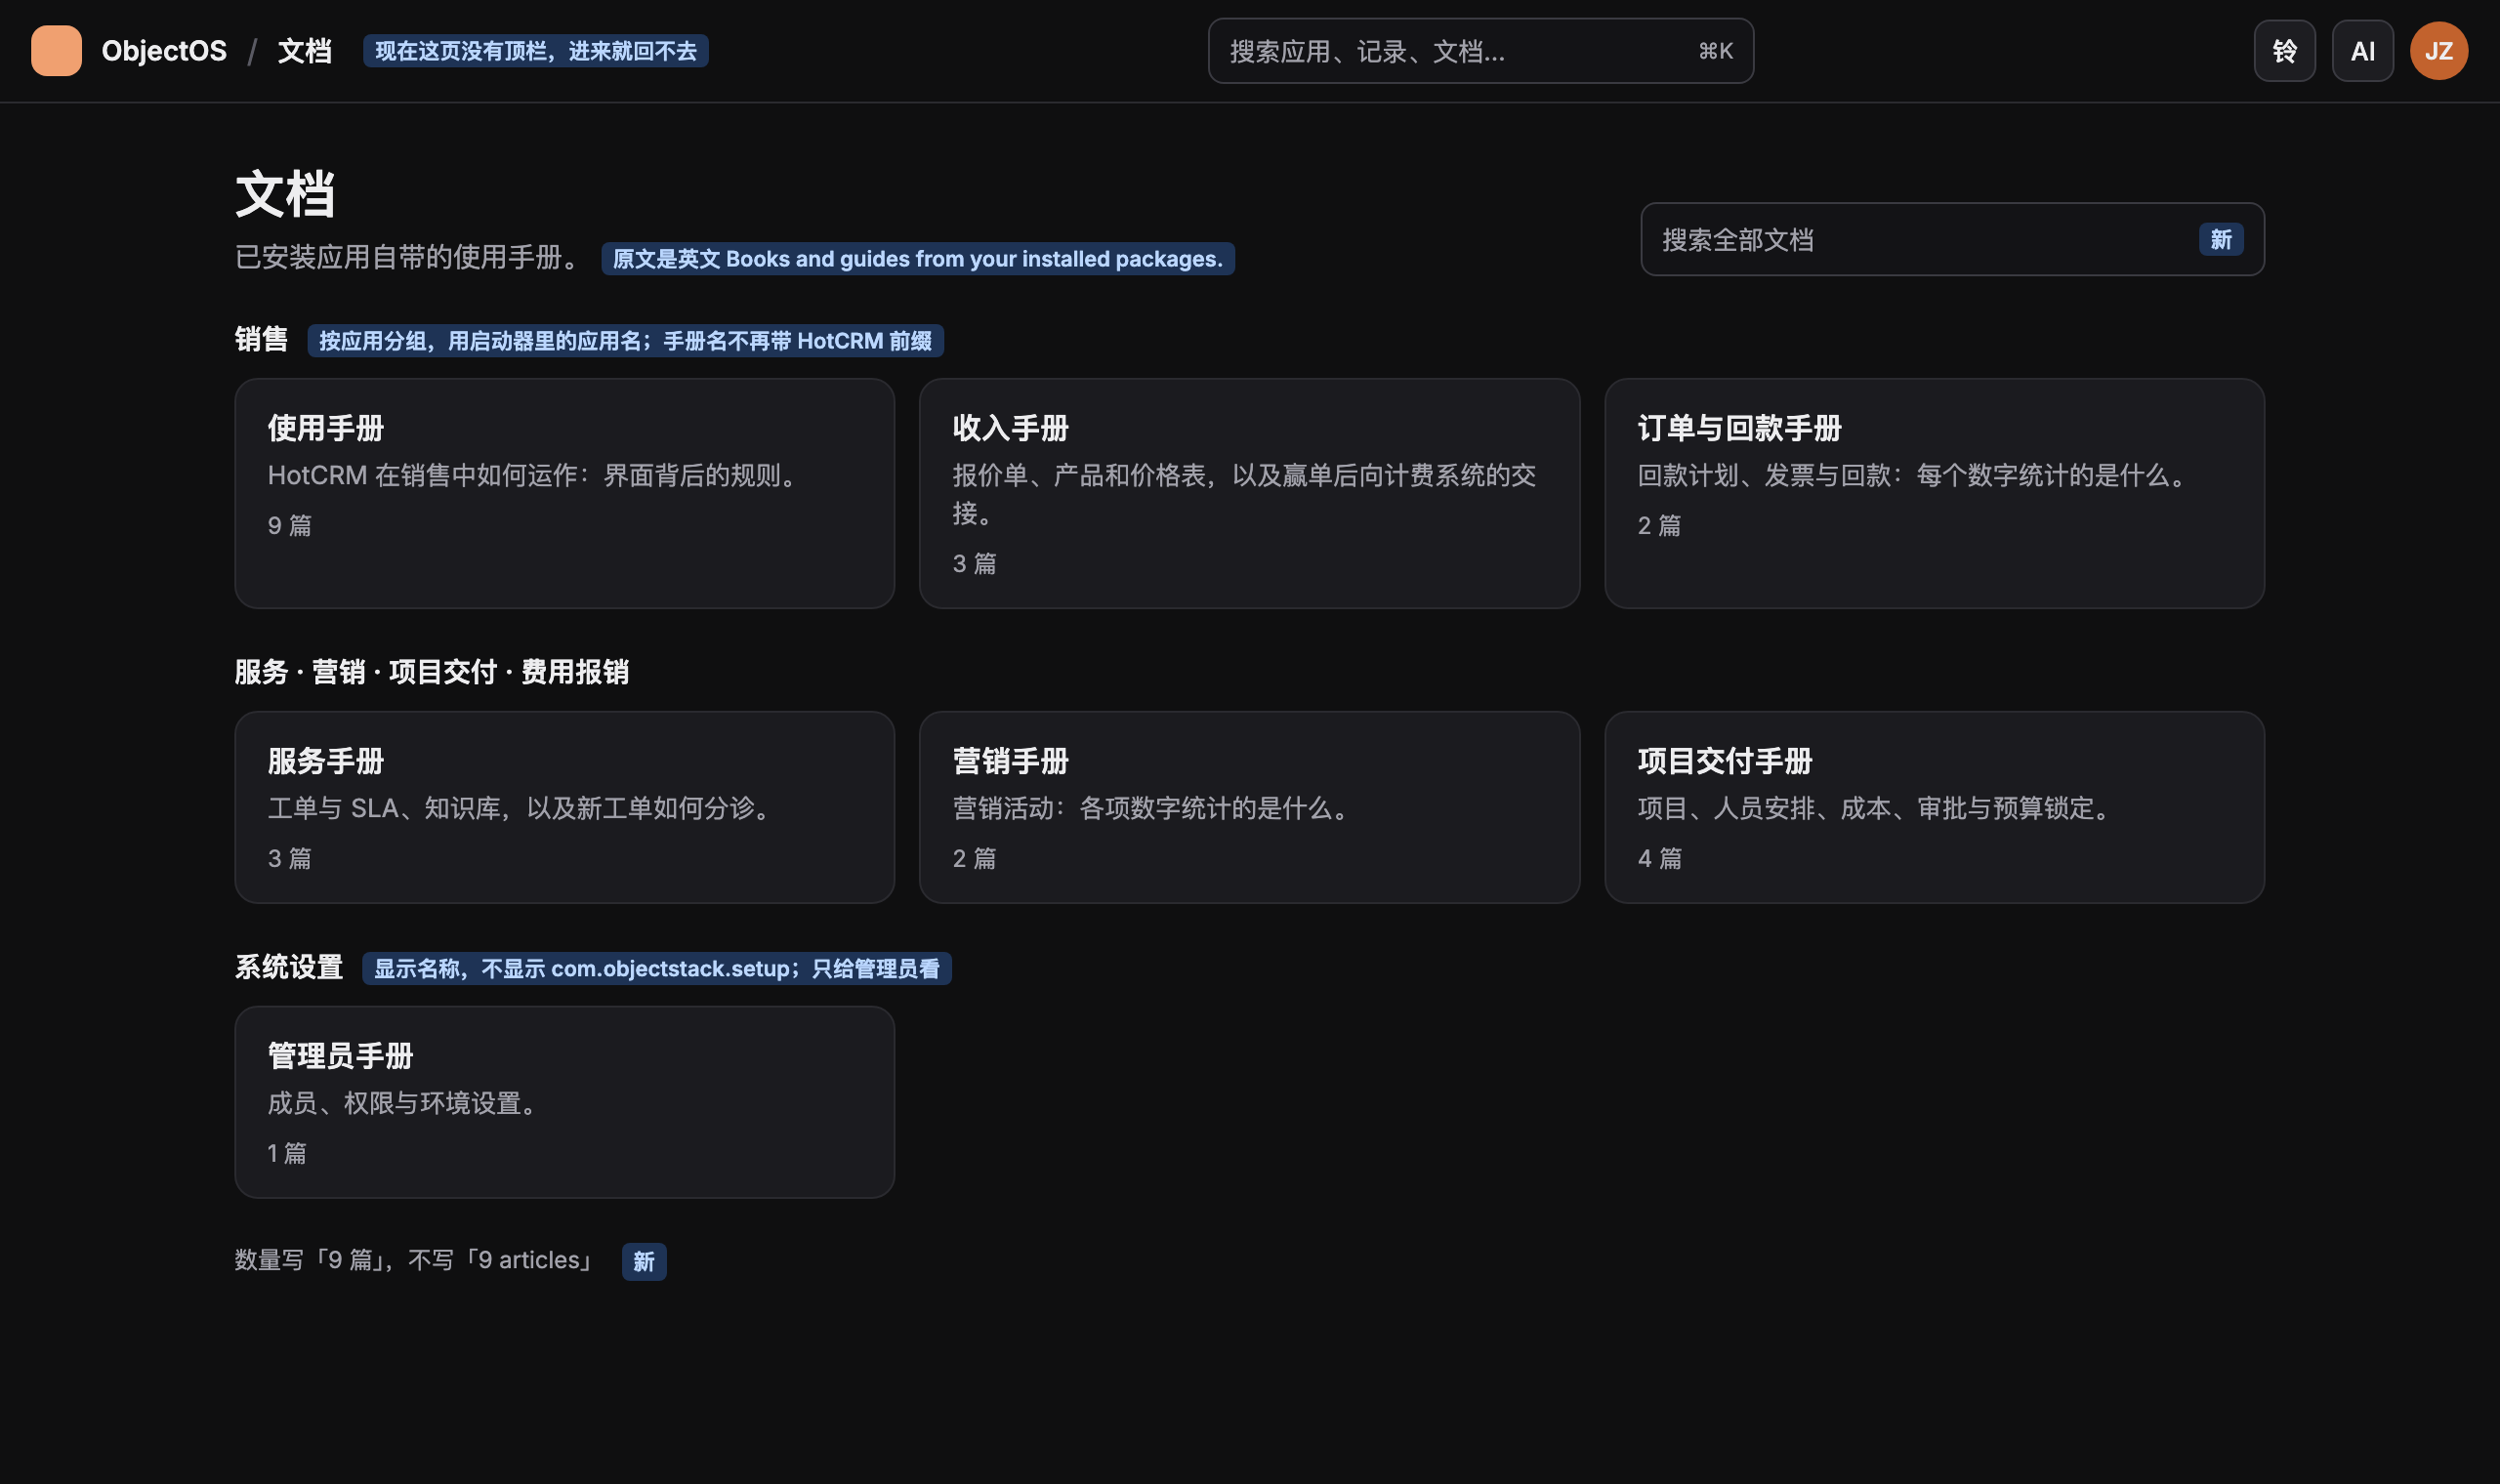 ObjectOS / 文档 现在这页没有顶栏，进来就回不去 搜索应用、记录、文档... ⌘K 铃 AI JZ
文档
已安装应用自带的使用手册。 原文是英文 Books and guides from your installed packages.
搜索全部文档 新
销售 按应用分组，用启动器里的应用名；手册名不再带 HotCRM 前缀
使用手册
HotCRM 在销售中如何运作：界面背后的规则。
9 篇
收入手册
报价单、产品和价格表，以及赢单后向计费系统的交
接。
3 篇
订单与回款手册
回款计划、发票与回款：每个数字统计的是什么。
2 篇
服务 · 营销 · 项目交付 · 费用报销
服务手册
工单与 SLA、知识库，以及新工单如何分诊。
3 篇
营销手册
营销活动：各项数字统计的是什么。
2 篇
项目交付手册
项目、人员安排、成本、审批与预算锁定。
4 篇
系统设置 显示名称，不显示 com.objectstack.setup；只给管理员看
管理员手册
成员、权限与环境设置。
1 篇
数量写「9 篇」，不写「9 articles」 新